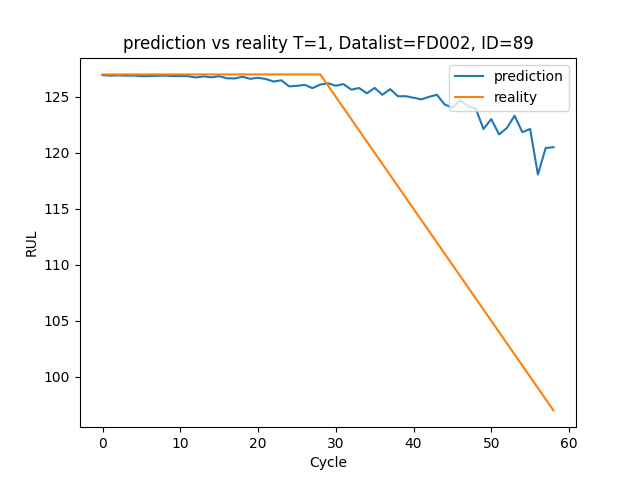 prediction vs reality T=1, Datalist=FD002, ID=89
prediction
reality
125
120
115
110
105
100
RUL
0 10 20 30 40 50 60
Cycle